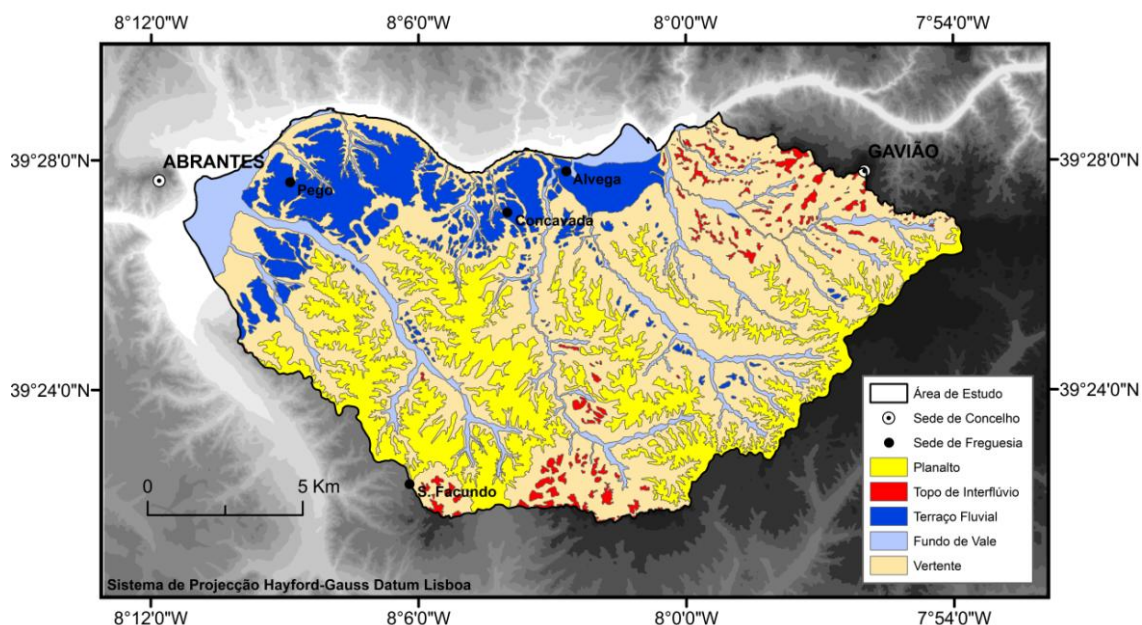 8°12'0"W 8°6'0"W 8°0'0"W 7°54'0"W
39°28'0"N 39°28'0"N
ABRANTES
GAVIÃO
Pego
Alvega
Concavada
39°24'0"N 39°24'0"N
S. Facundo
0 5 Km
Área de Estudo
Sede de Concelho
Sede de Freguesia
Planalto
Topo de Interflúvio
Terraço Fluvial
Fundo de Vale
Vertente
Sistema de Projecção Hayford-Gauss Datum Lisboa
8°12'0"W 8°6'0"W 8°0'0"W 7°54'0"W